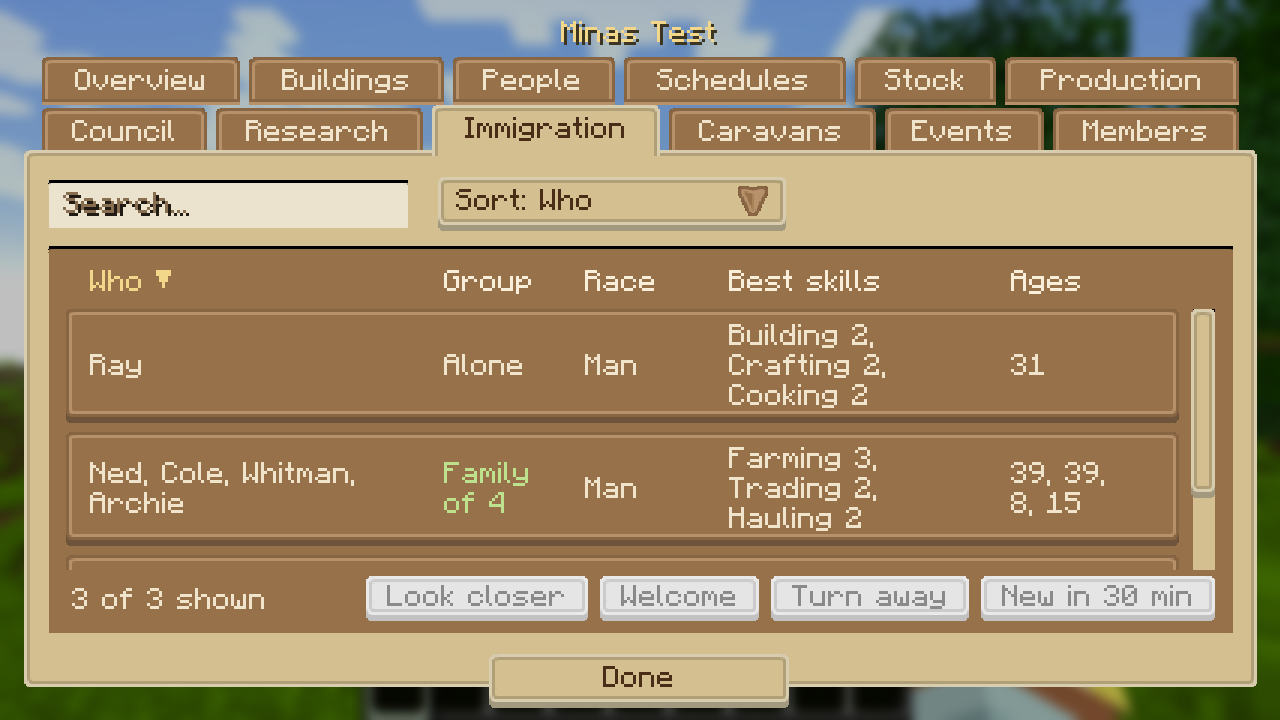 Minas Test
Overview Buildings People Schedules Stock Production
Council Research Immigration Caravans Events Members
Search... Sort: Who
Who ▼ Group Race Best skills Ages
Ray Alone Man Building 2, Crafting 2, Cooking 2 31
Ned, Cole, Whitman, Archie Family of 4 Man Farming 3, Trading 2, Hauling 2 39, 39, 8, 15
3 of 3 shown Look closer Welcome Turn away New in 30 min
Done